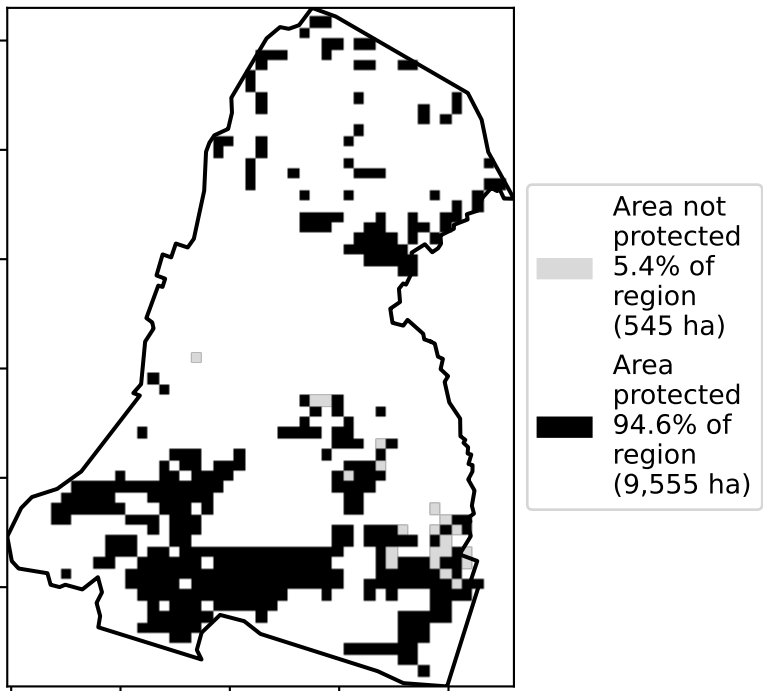 Area not
protected
5.4% of
region
(545 ha)
Area
protected
94.6% of
region
(9,555 ha)